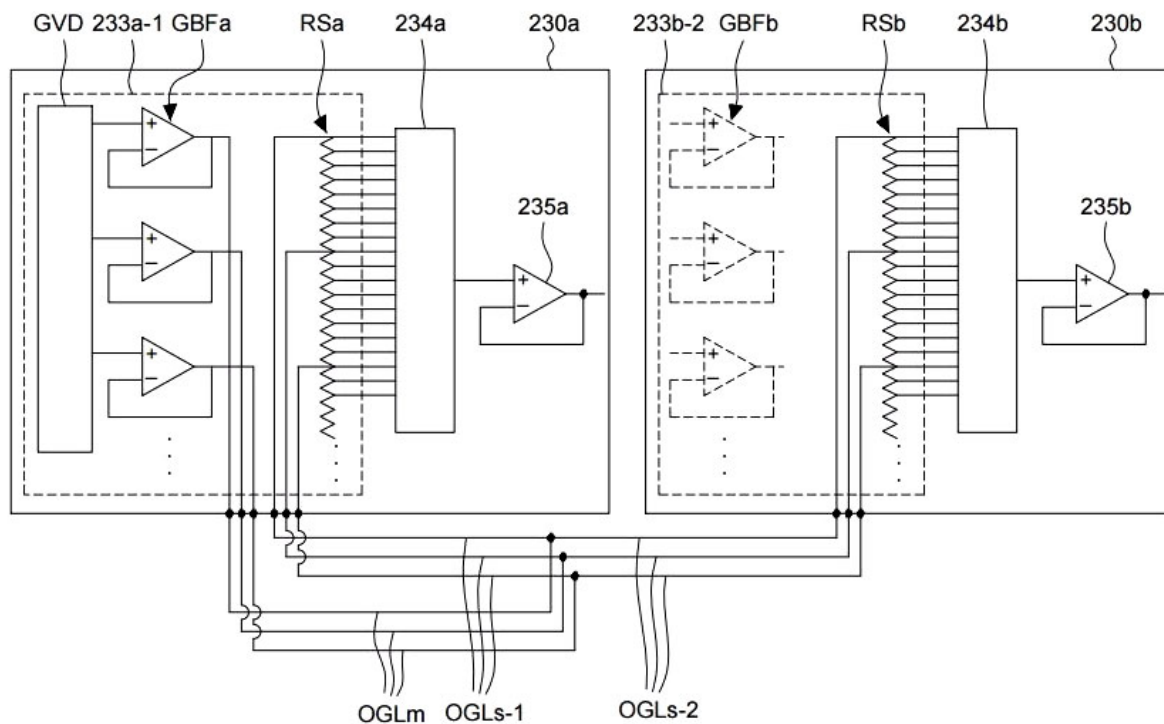 GVD 233a-1 GBFa RSa 234a 230a 233b-2 GBFb RSb 234b 230b
+ +
− −
235a 235b
+ +
− −
+ +
− −
+ +
− −
OGLm OGLs-1 OGLs-2